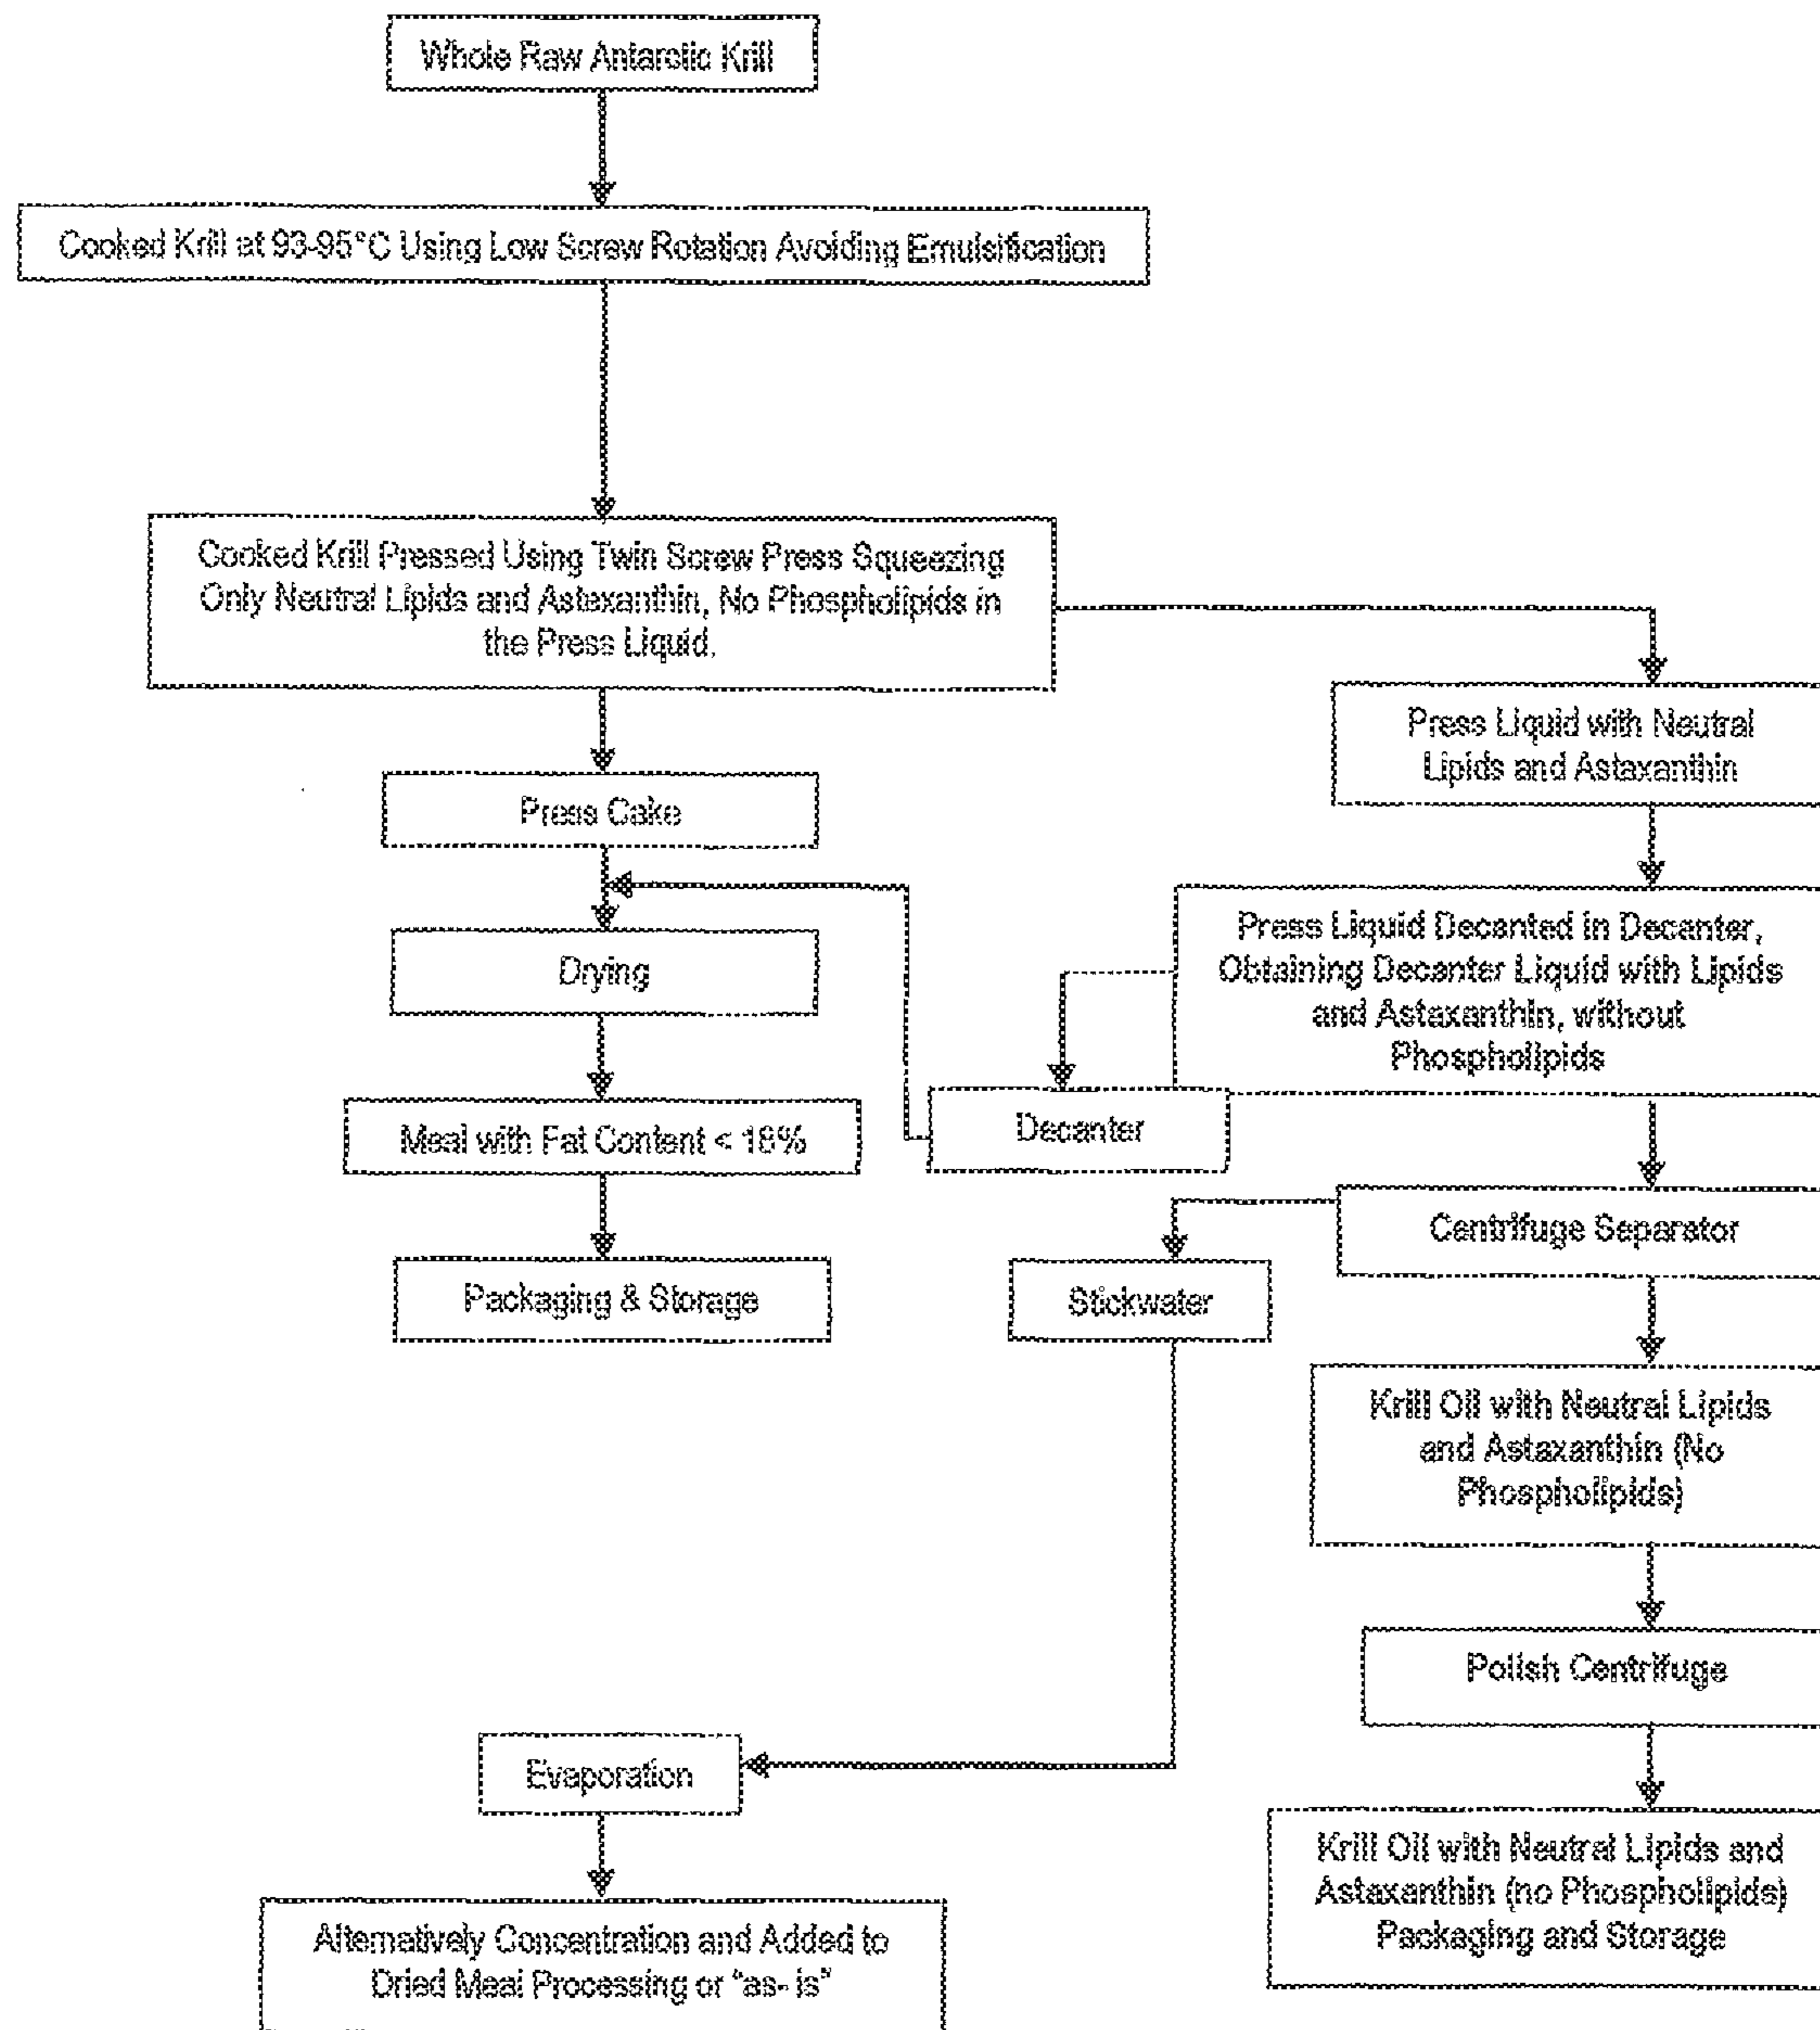 Whole Raw Antarctic Krill
Cooked Krill at 93-95°C Using Low Screw Rotation Avoiding Emulsification
Cooked Krill Pressed Using Twin Screw Press Squeezing
Only Neutral Lipids and Astaxanthin, No Phospholipids in
the Press Liquid.
Press Liquid with Neutral
Lipids and Astaxanthin
Press Cake
Press Liquid Decanted in Decanter,
Obtaining Decanter Liquid with Lipids
and Astaxanthin, without
Phospholipids
Drying
Decanter
Meal with Fat Content < 18%
Centrifuge Separator
Stickwater
Packaging & Storage
Krill Oil with Neutral Lipids
and Astaxanthin (No
Phospholipids)
Polish Centrifuge
Evaporation
Krill Oil with Neutral Lipids and
Astaxanthin (no Phospholipids)
Packaging and Storage
Alternatively Concentration and Added to
Dried Meal Processing or "as- is"